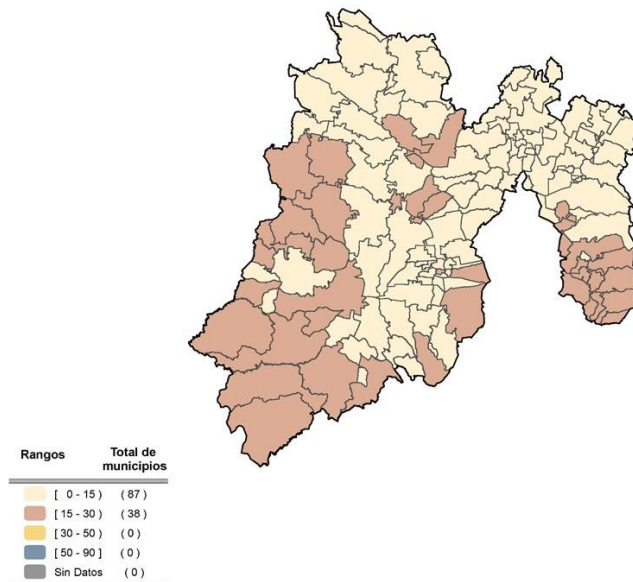 Rangos Total de municipios
[ 0 - 15 ) ( 87 )
[ 15 - 30 ) ( 38 )
[ 30 - 50 ) ( 0 )
[ 50 - 90 ] ( 0 )
Sin Datos ( 0 )